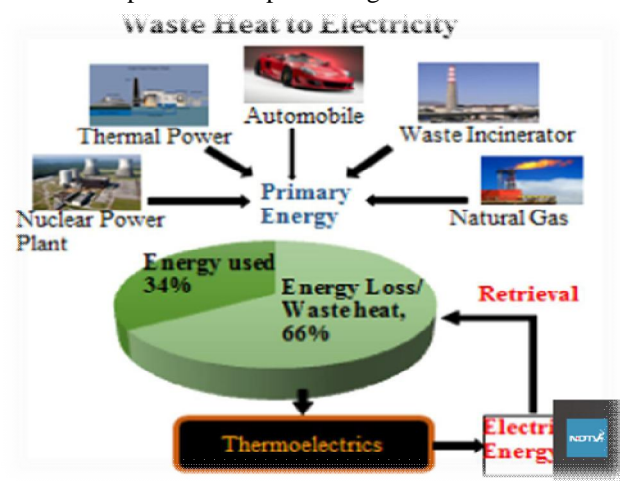 Waste Heat to Electricity
Thermal Power
Automobile
Waste Incinerator
Nuclear Power
Plant
Primary
Energy
Natural Gas
Energy used
34%
Energy Loss/
Waste heat,
66%
Retrieval
Thermoelectrics
Electri
Energy
NDTV